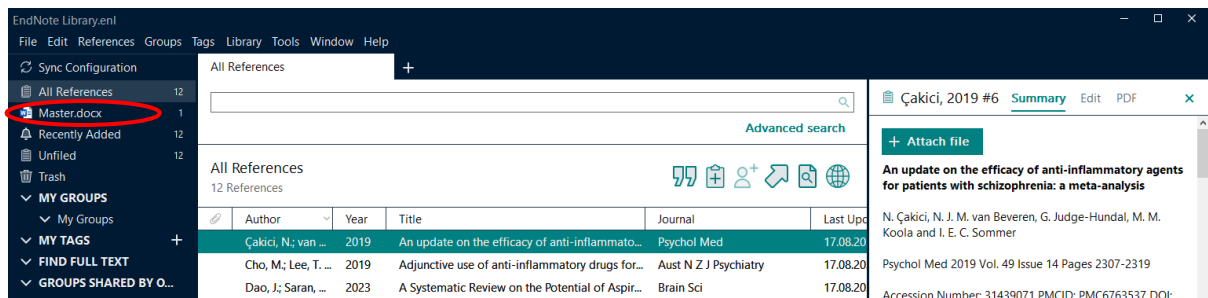 EndNote Library.enl
File Edit References Groups Tags Library Tools Window Help
Sync Configuration
All References 12
Master.docx 1
Recently Added 12
Unfiled 12
Trash
MY GROUPS
My Groups
MY TAGS +
FIND FULL TEXT
GROUPS SHARED BY O...
All References +
Advanced search
All References
12 References
Author Year Title Journal Last Upd
Çakici, N.; van ... 2019 An update on the efficacy of anti-inflammato... Psychol Med 17.08.20
Cho, M.; Lee, T. ... 2019 Adjunctive use of anti-inflammatory drugs for... Aust N Z J Psychiatry 17.08.20
Dao, J.; Saran, ... 2023 A Systematic Review on the Potential of Aspir... Brain Sci 17.08.20
Çakici, 2019 #6 Summary Edit PDF
+ Attach file
An update on the efficacy of anti-inflammatory agents
for patients with schizophrenia: a meta-analysis
N. Çakici, N. J. M. van Beveren, G. Judge-Hundal, M. M.
Koola and I. E. C. Sommer
Psychol Med 2019 Vol. 49 Issue 14 Pages 2307-2319
Accession Number: 31439071 PMCID: PMC6763537 DOI: